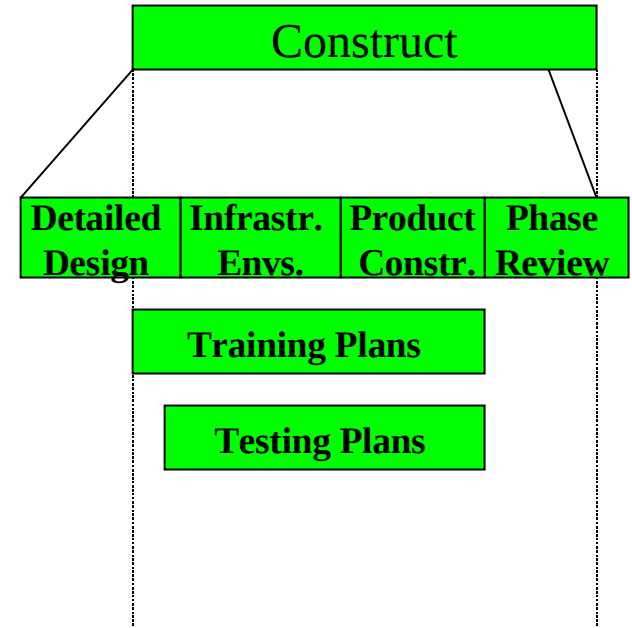 Construct
Detailed Design
Infrastr. Envs.
Product Constr.
Phase Review
Training Plans
Testing Plans